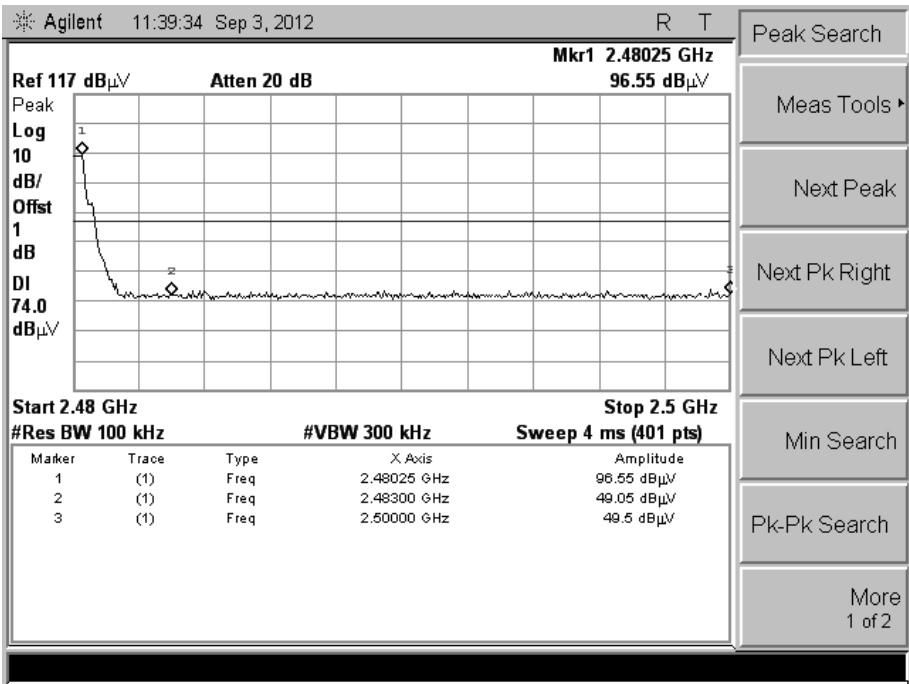 Agilent 11:39:34 Sep 3, 2012 R T
Mkr1 2.48025 GHz
Ref 117 dBµV Atten 20 dB 96.55 dBµV
Peak
Log
10
dB/
Offst
1
dB
DI
74.0
dBµV
1
2
3
Start 2.48 GHz Stop 2.5 GHz
#Res BW 100 kHz #VBW 300 kHz Sweep 4 ms (401 pts)
Marker Trace Type X Axis Amplitude
1 (1) Freq 2.48025 GHz 96.55 dBµV
2 (1) Freq 2.48300 GHz 49.05 dBµV
3 (1) Freq 2.50000 GHz 49.5 dBµV
Peak Search
Meas Tools
Next Peak
Next Pk Right
Next Pk Left
Min Search
Pk-Pk Search
More
1 of 2